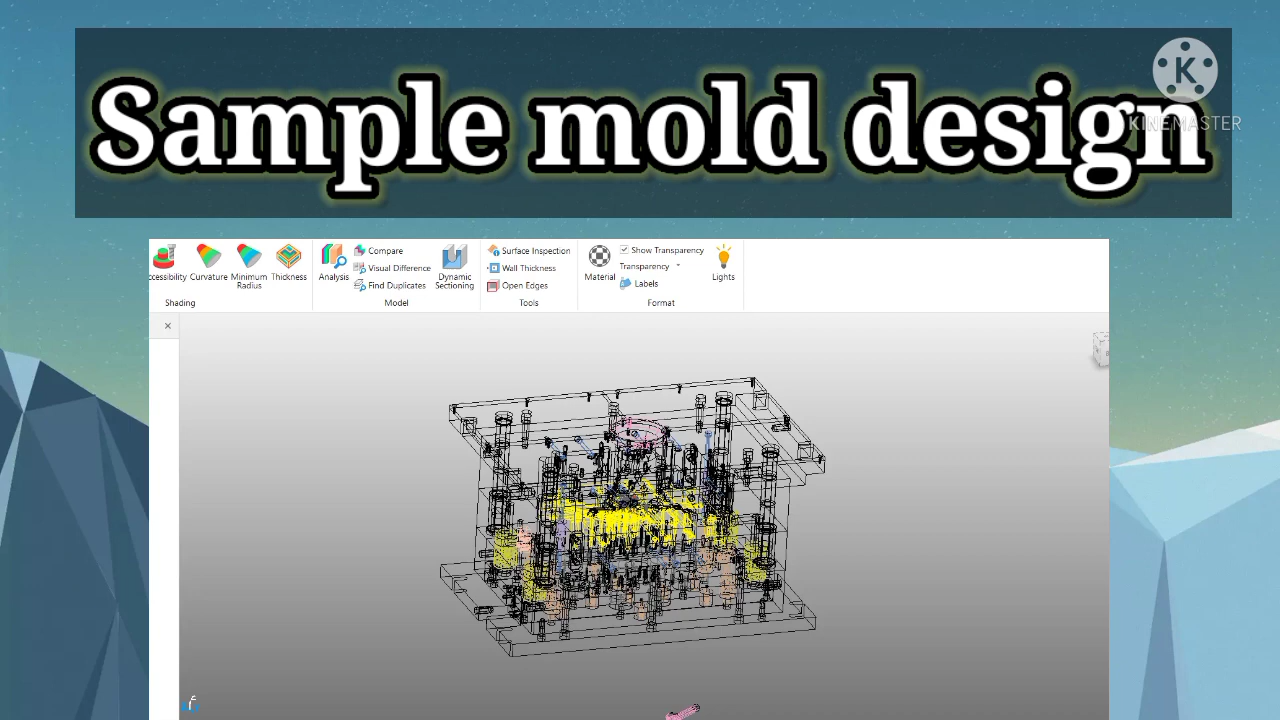 Sample mold design
K
KINEMASTER
ccessibility Curvature Minimum Radius Thickness
Shading
Analysis
Compare
Visual Difference
Find Duplicates
Dynamic Sectioning
Model
Surface Inspection
Wall Thickness
Open Edges
Tools
Material
Show Transparency
Transparency
Labels
Format
Lights